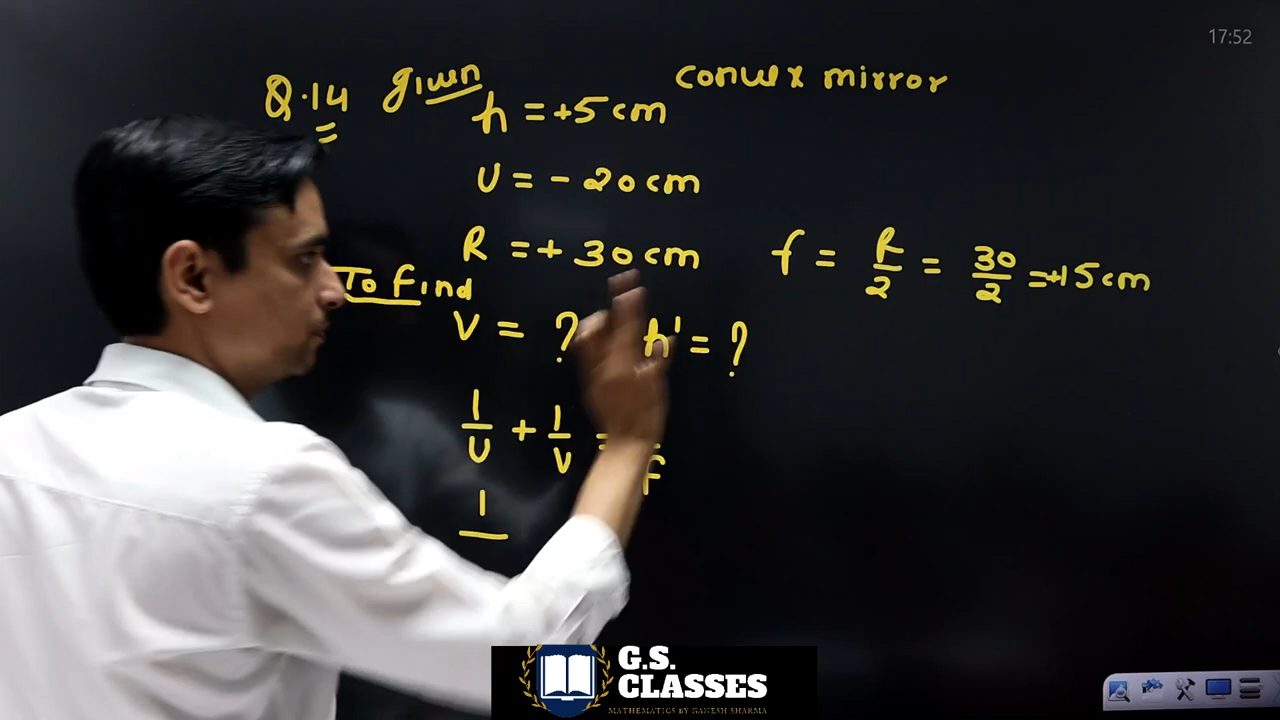 17:52
Q.14 given convex mirror
h = +5 cm
U = - 20 cm
R = + 30 cm f = R/2 = 30/2 = +15 cm
To Find
V = ? h' = ?
1/U + 1/V = f
1
G.S.
CLASSES
MATHEMATICS BY GANESH SHARMA